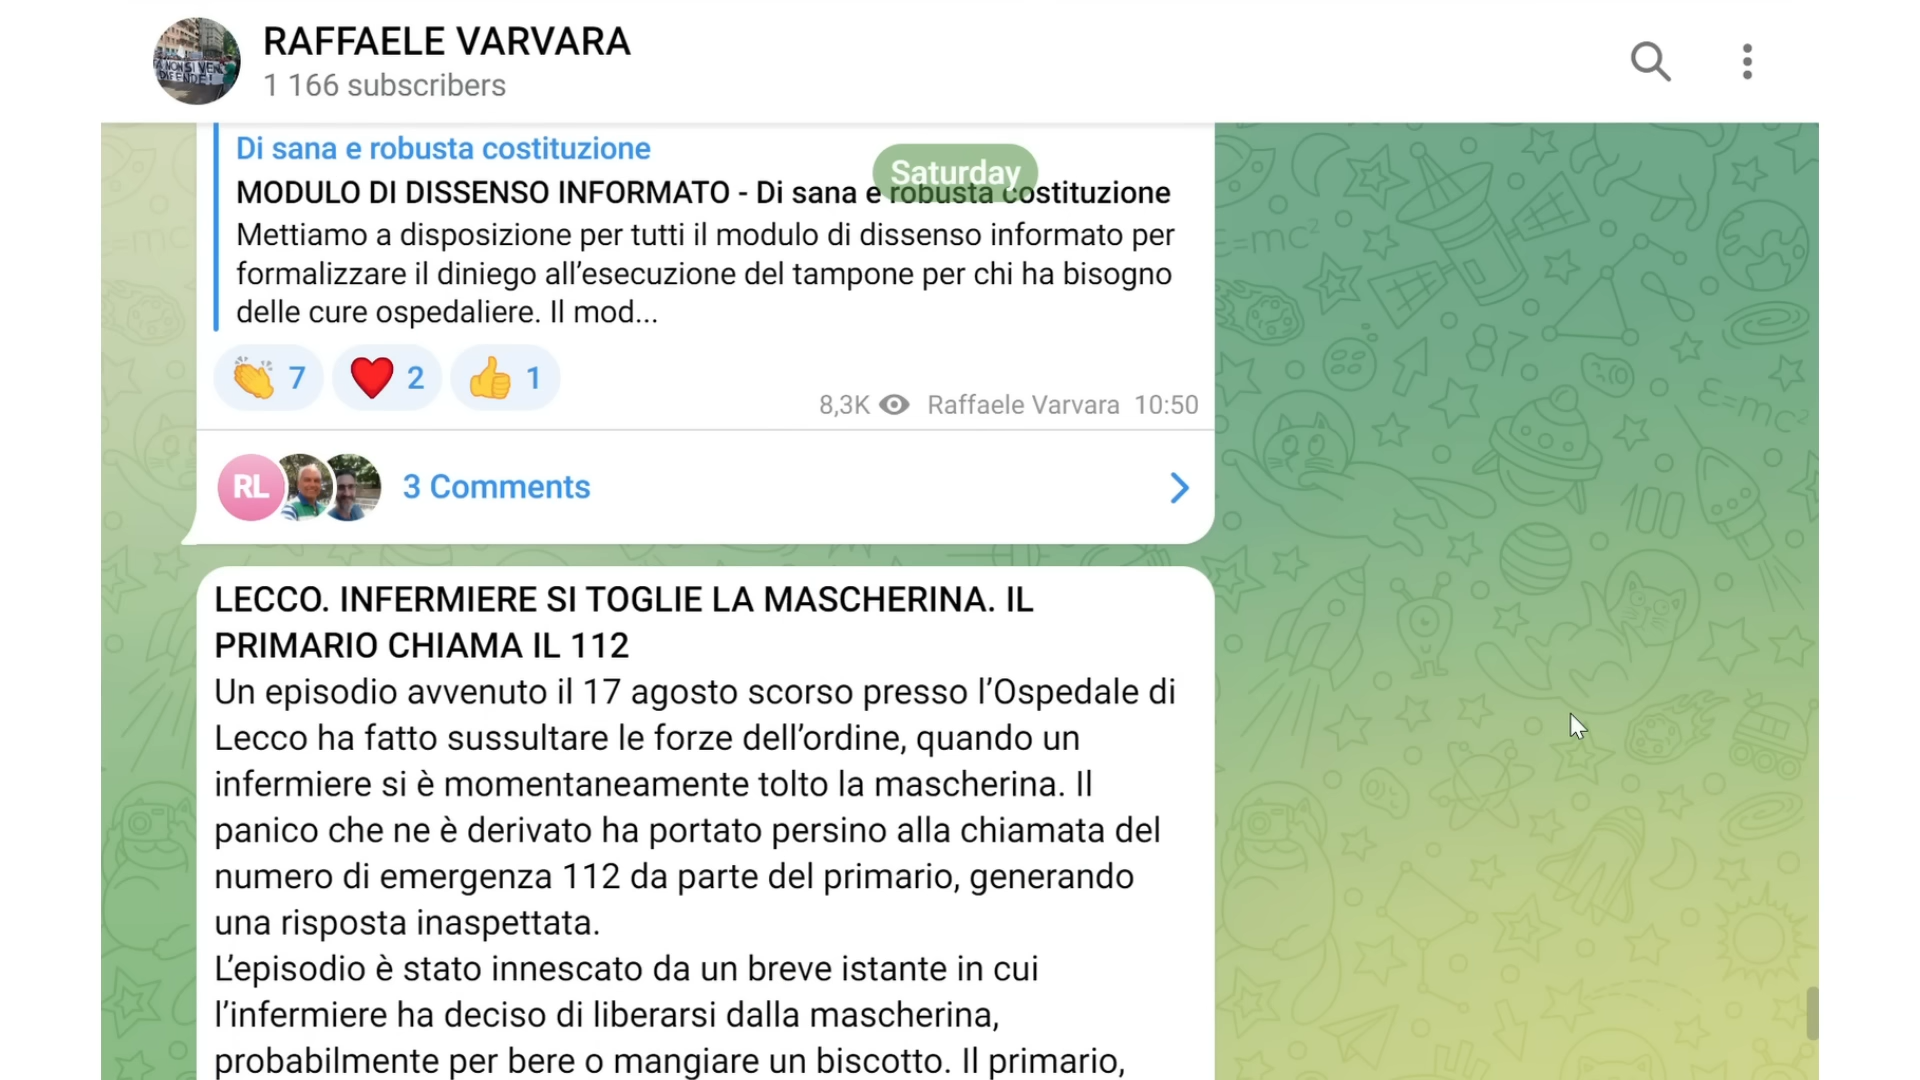 RAFFAELE VARVARA
1 166 subscribers
Di sana e robusta costituzione
Saturday
MODULO DI DISSENSO INFORMATO - Di sana e robusta costituzione
Mettiamo a disposizione per tutti il modulo di dissenso informato per
formalizzare il diniego all’esecuzione del tampone per chi ha bisogno
delle cure ospedaliere. Il mod...
7 2 1
8,3K Raffaele Varvara 10:50
RL 3 Comments
LECCO. INFERMIERE SI TOGLIE LA MASCHERINA. IL
PRIMARIO CHIAMA IL 112
Un episodio avvenuto il 17 agosto scorso presso l’Ospedale di
Lecco ha fatto sussultare le forze dell’ordine, quando un
infermiere si è momentaneamente tolto la mascherina. Il
panico che ne è derivato ha portato persino alla chiamata del
numero di emergenza 112 da parte del primario, generando
una risposta inaspettata.
L’episodio è stato innescato da un breve istante in cui
l’infermiere ha deciso di liberarsi dalla mascherina,
probabilmente per bere o mangiare un biscotto. Il primario,